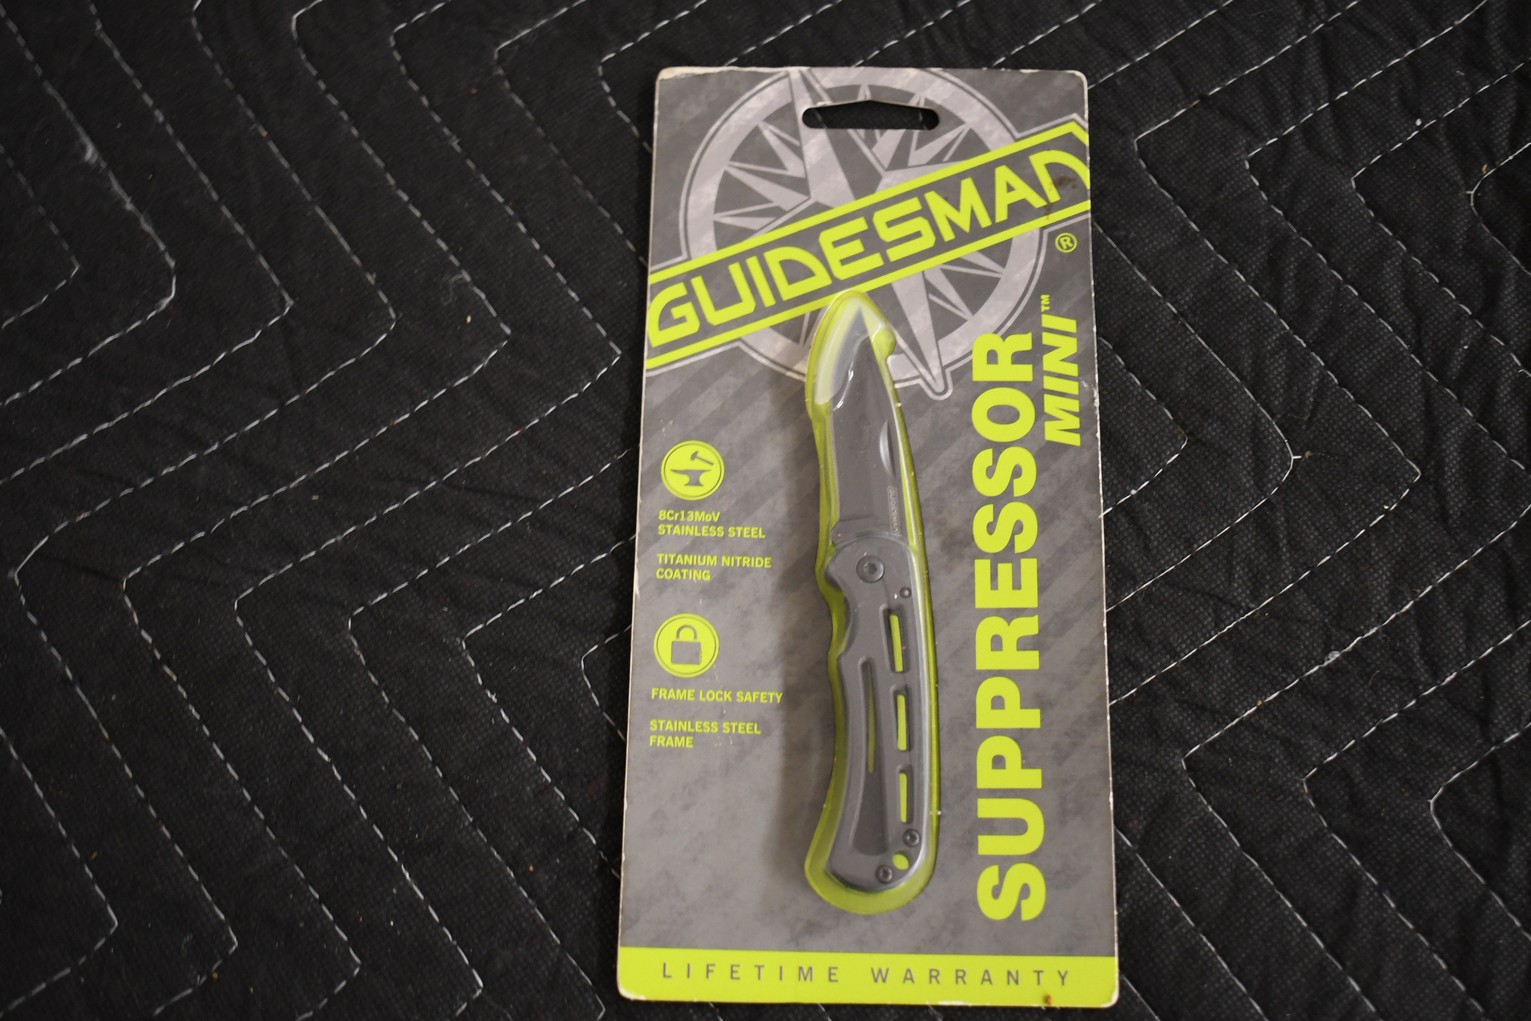 GUIDESMAN
®
SUPPRESSOR
MINI™
8Cr13MoV
STAINLESS STEEL
TITANIUM NITRIDE
COATING
FRAME LOCK SAFETY
STAINLESS STEEL
FRAME
LIFETIME WARRANTY